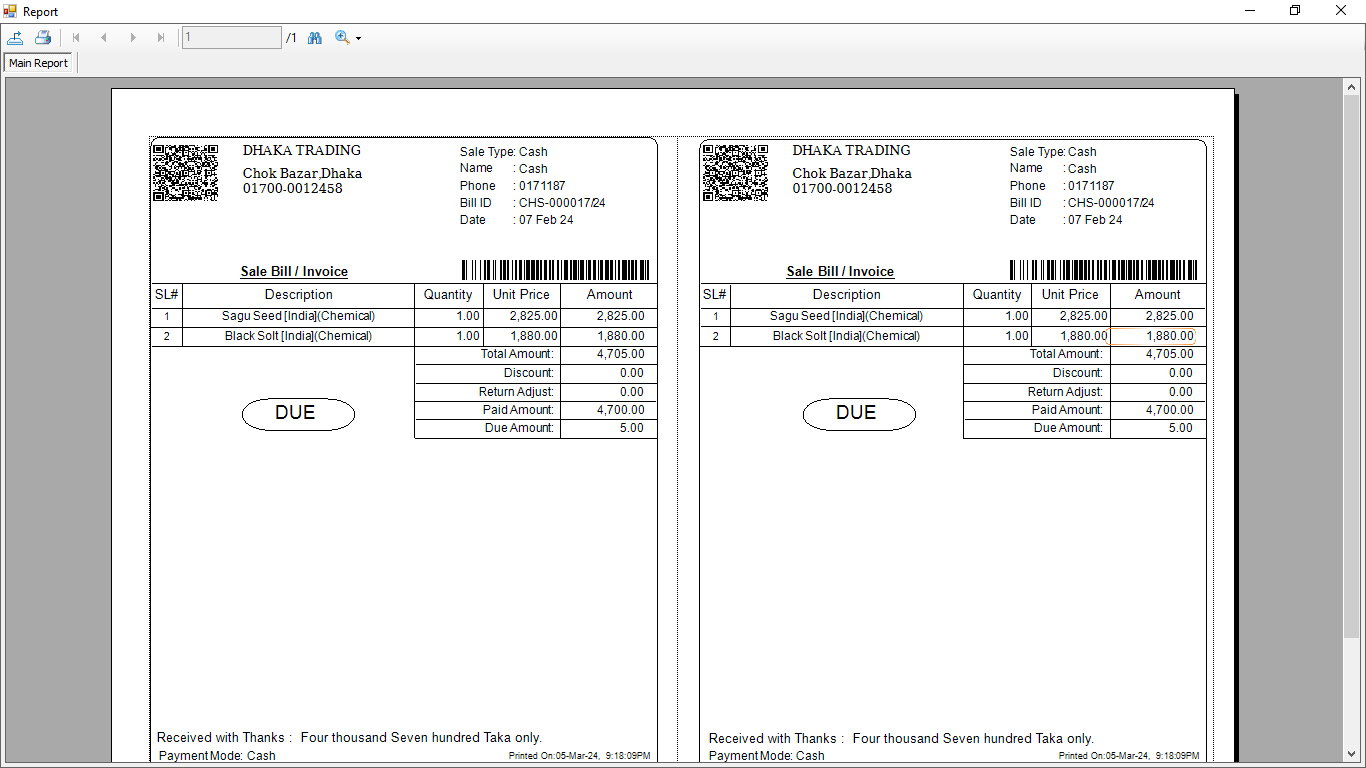 Report
1 /1
Main Report
DHAKA TRADING
Chok Bazar,Dhaka
01700-0012458
Sale Type: Cash
Name : Cash
Phone : 0171187
Bill ID : CHS-000017/24
Date : 07 Feb 24
Sale Bill / Invoice
SL# Description Quantity Unit Price Amount
1 Sagu Seed [India](Chemical) 1.00 2,825.00 2,825.00
2 Black Solt [India](Chemical) 1.00 1,880.00 1,880.00
Total Amount: 4,705.00
Discount: 0.00
Return Adjust: 0.00
Paid Amount: 4,700.00
Due Amount: 5.00
DUE
Received with Thanks : Four thousand Seven hundred Taka only.
Payment Mode: Cash Printed On:05-Mar-24, 9:18:09PM
DHAKA TRADING
Chok Bazar,Dhaka
01700-0012458
Sale Type: Cash
Name : Cash
Phone : 0171187
Bill ID : CHS-000017/24
Date : 07 Feb 24
Sale Bill / Invoice
SL# Description Quantity Unit Price Amount
1 Sagu Seed [India](Chemical) 1.00 2,825.00 2,825.00
2 Black Solt [India](Chemical) 1.00 1,880.00 1,880.00
Total Amount: 4,705.00
Discount: 0.00
Return Adjust: 0.00
Paid Amount: 4,700.00
Due Amount: 5.00
DUE
Received with Thanks : Four thousand Seven hundred Taka only.
Payment Mode: Cash Printed On:05-Mar-24, 9:18:09PM